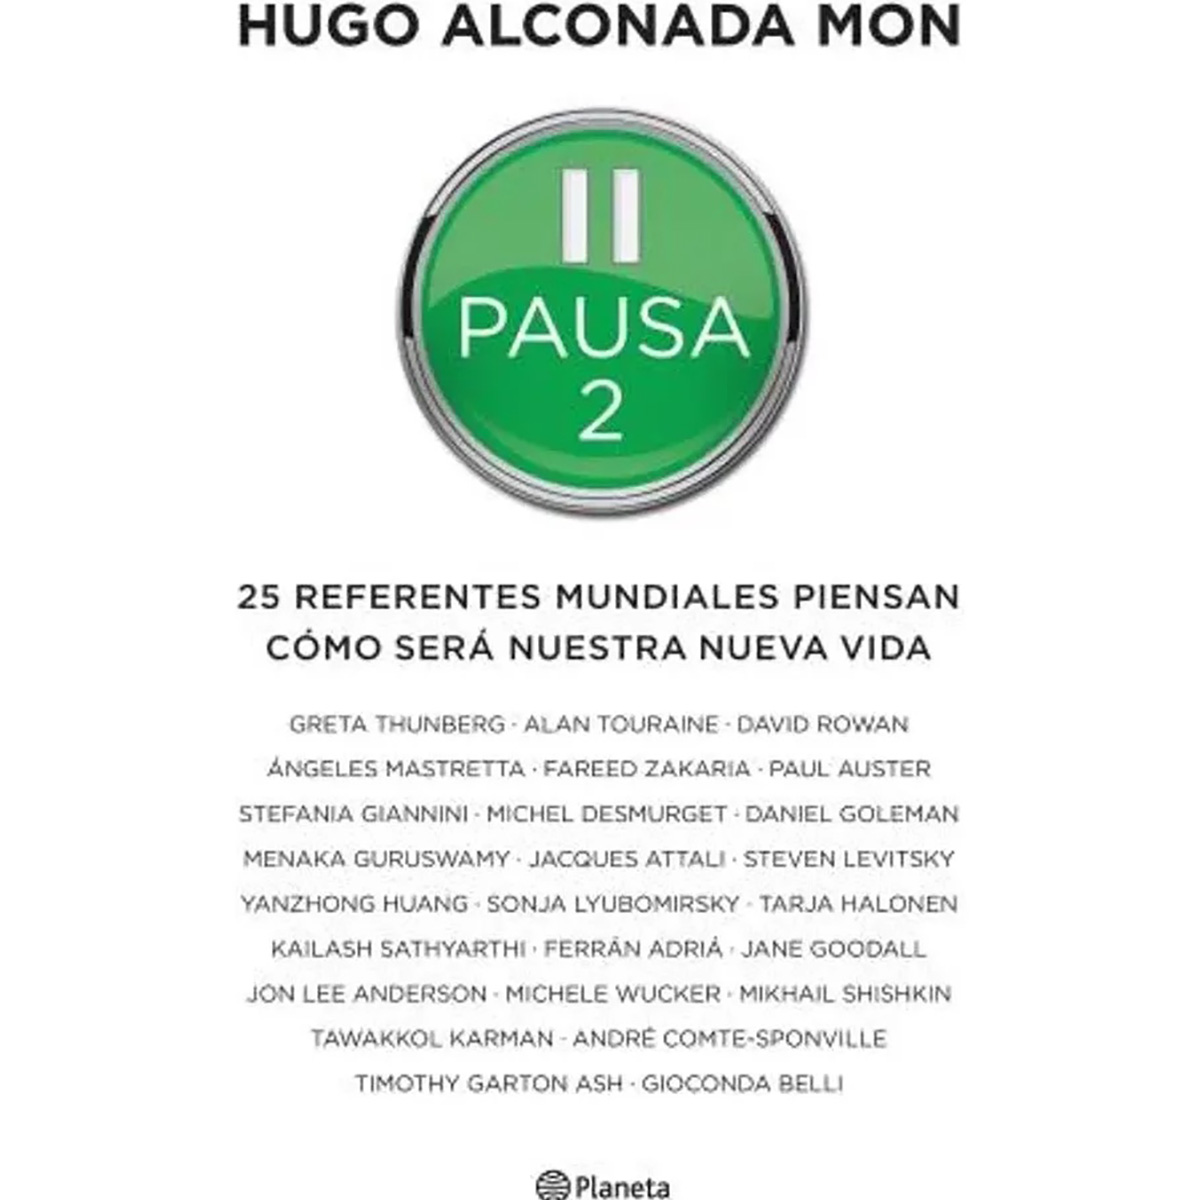 HUGO ALCONADA MON
PAUSA
2
25 REFERENTES MUNDIALES PIENSAN
CÓMO SERÁ NUESTRA NUEVA VIDA
GRETA THUNBERG · ALAN TOURAINE · DAVID ROWAN
ÁNGELES MASTRETTA · FAREED ZAKARIA · PAUL AUSTER
STEFANIA GIANNINI · MICHEL DESMURGET · DANIEL GOLEMAN
MENAKA GURUSWAMY · JACQUES ATTALI · STEVEN LEVITSKY
YANZHONG HUANG · SONJA LYUBOMIRSKY · TARJA HALONEN
KAILASH SATHYARTHI · FERRÁN ADRIÁ · JANE GOODALL
JON LEE ANDERSON · MICHELE WUCKER · MIKHAIL SHISHKIN
TAWAKKOL KARMAN · ANDRÉ COMTE-SPONVILLE
TIMOTHY GARTON ASH · GIOCONDA BELLI
Planeta